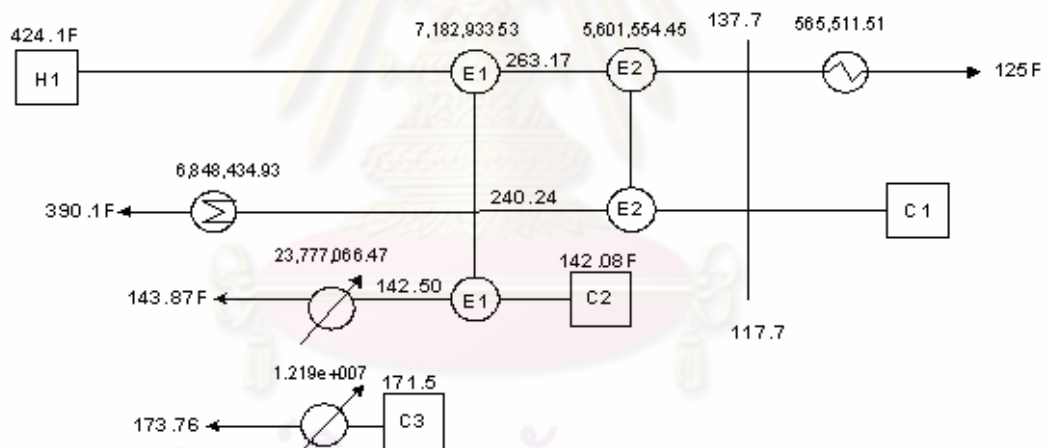 7,182,933 53
5,601,554.45
137.7
565,511.51
424.1F
H1
E1
263.17
E2
125F
6,848,434.93
390.1F
240.24
E2
C1
23,777,066.47
142.08F
143.87F
142.50
E1
C2
117.7
1.219e+007
171.5
173.76
C3